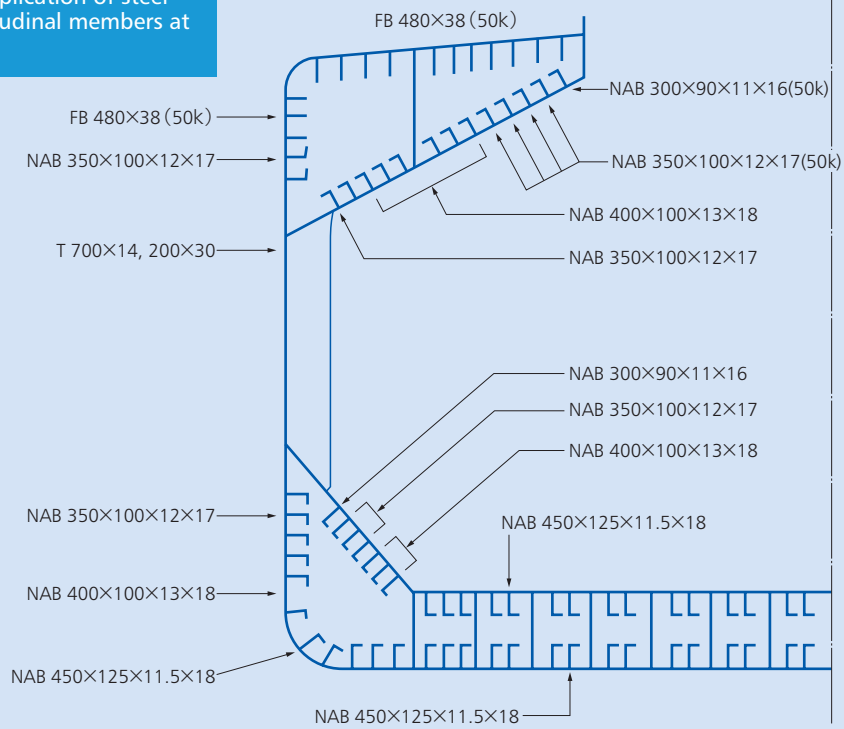 plication of steel
udinal members at
FB 480×38 (50k)
NAB 300×90×11×16(50k)
FB 480×38 (50k)
NAB 350×100×12×17
NAB 350×100×12×17(50k)
NAB 400×100×13×18
T 700×14, 200×30
NAB 350×100×12×17
NAB 300×90×11×16
NAB 350×100×12×17
NAB 400×100×13×18
NAB 350×100×12×17
NAB 450×125×11.5×18
NAB 400×100×13×18
NAB 450×125×11.5×18
NAB 450×125×11.5×18